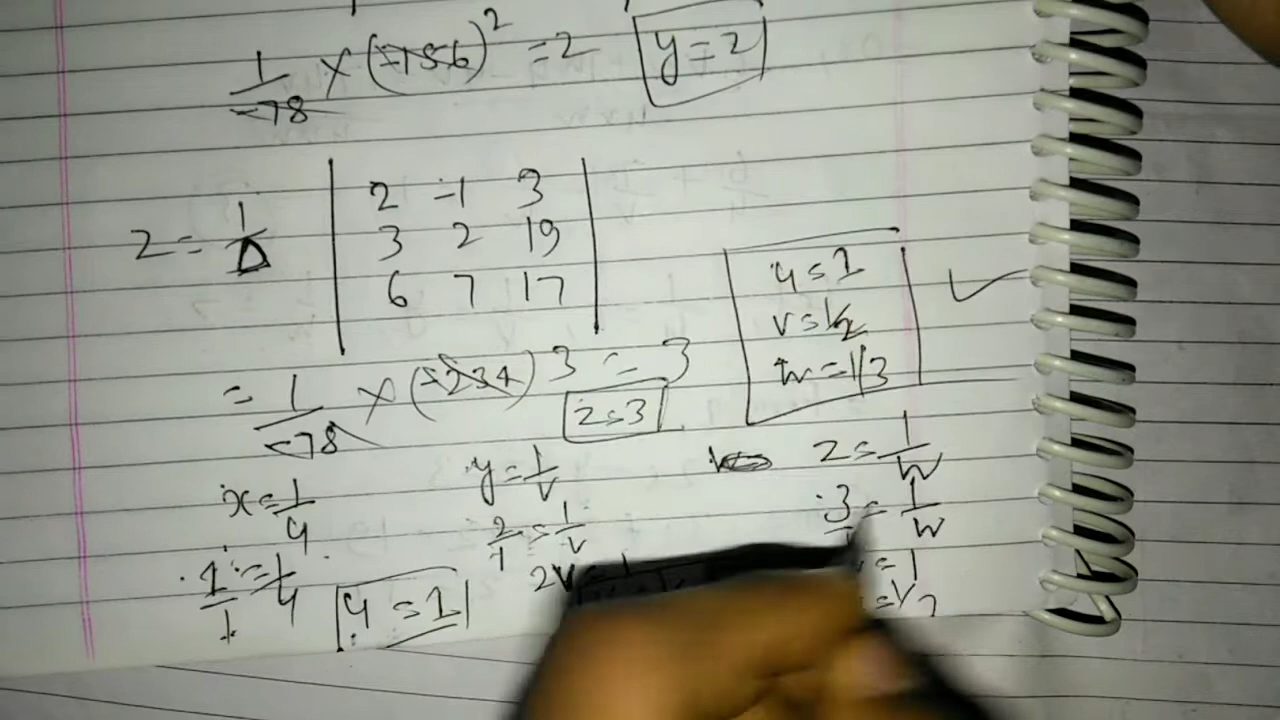 1/-78 × (-156)² = 2 y = 2
z = 1/Δ | 2 -1 3 |
| 3 2 19 |
| 6 7 17 |
= 1/-78 × (-234) 3 = 3
z = 3
u = 1
v = 1/2
w = 1/3
x = 1/u
1/1 = 1/u
u = 1
y = 1/v
2/1 = 1/v
z = 1/w
3/1 = 1/w